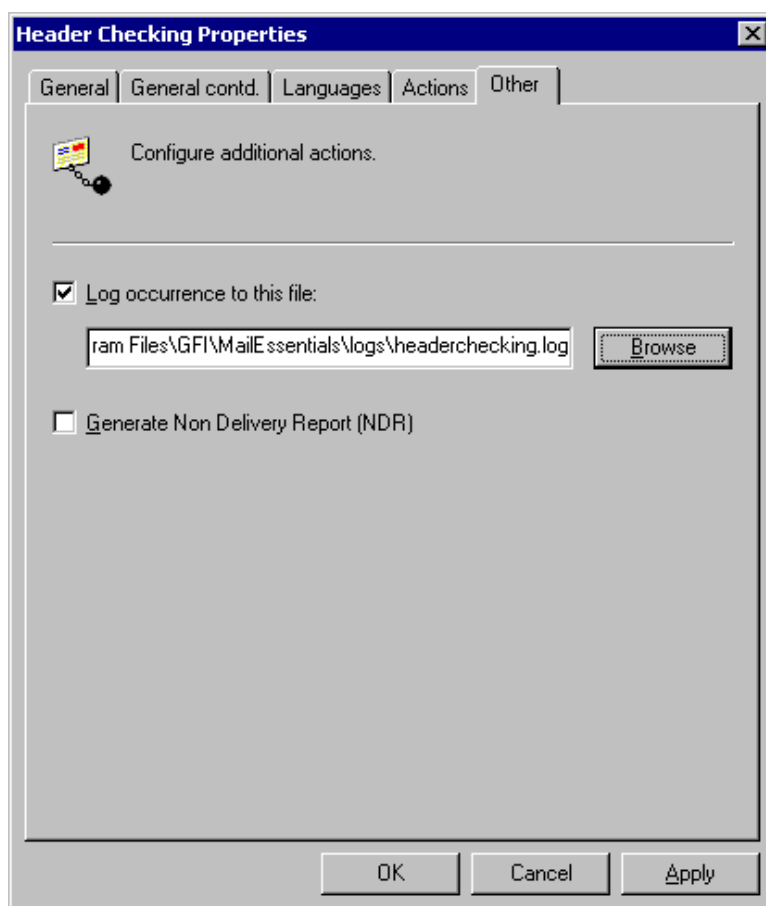 Header Checking Properties
General General contd. Languages Actions Other
Configure additional actions.
Log occurrence to this file:
ram Files\GFI\MailEssentials\logs\headerchecking.log Browse
Generate Non Delivery Report (NDR)
OK Cancel Apply